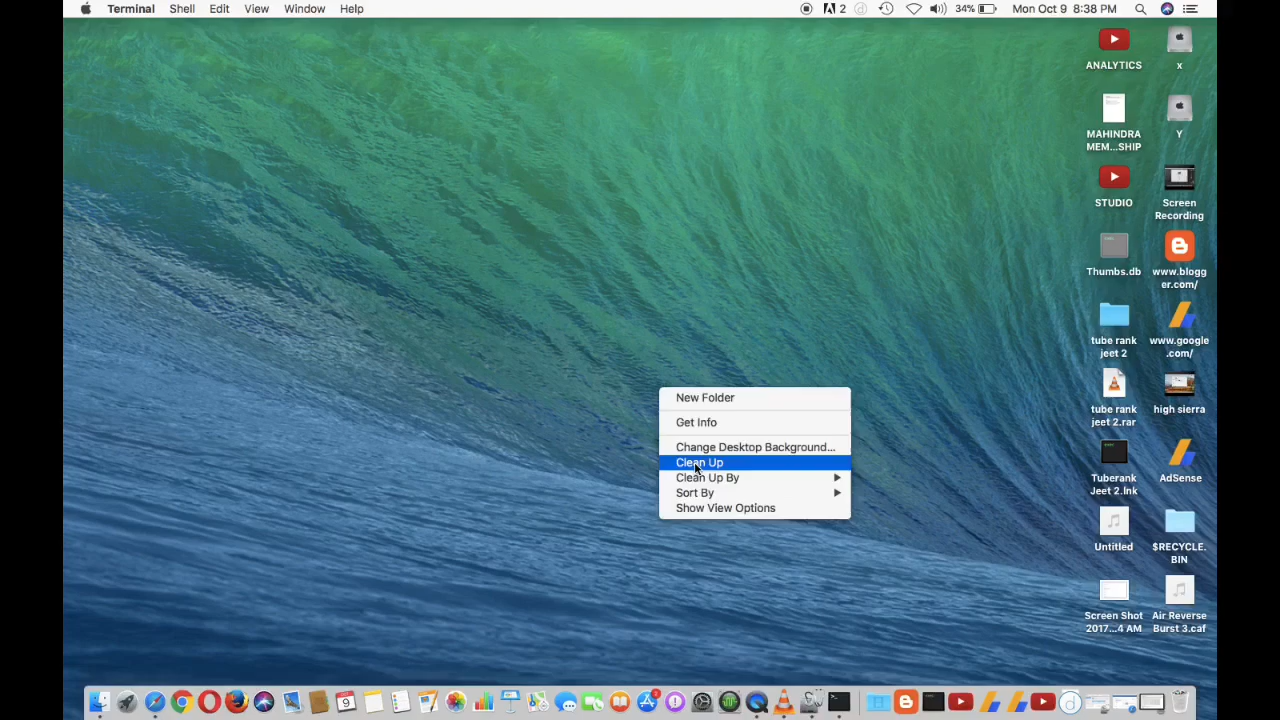 Terminal Shell Edit View Window Help 2 34% Mon Oct 9 8:38 PM
ANALYTICS
x
MAHINDRA
MEM...SHIP
Y
STUDIO
Screen
Recording
Thumbs.db
www.blogg
er.com/
tube rank
jeet 2
www.google
.com/
tube rank
jeet 2.rar
high sierra
Tuberank
Jeet 2.lnk
AdSense
Untitled
$RECYCLE.
BIN
Screen Shot
2017...4 AM
Air Reverse
Burst 3.caf
New Folder
Get Info
Change Desktop Background...
Clean Up
Clean Up By
Sort By
Show View Options
9